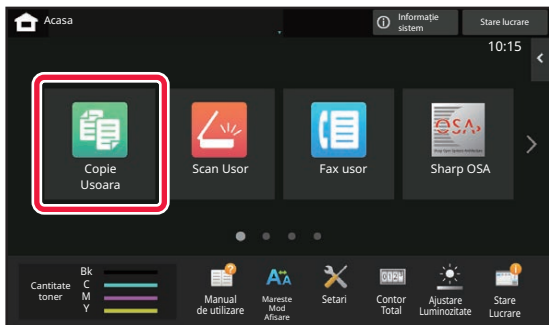 Acasa
Informație
sistem
Stare lucrare
10:15
Copie
Usoara
Scan Usor
Fax usor
Sharp OSA
Cantitate
toner
Bk
C
M
Y
Manual
de utilizare
Mareste
Mod
Afisare
Setari
Contor
Total
Ajustare
Luminozitate
Stare
Lucrare